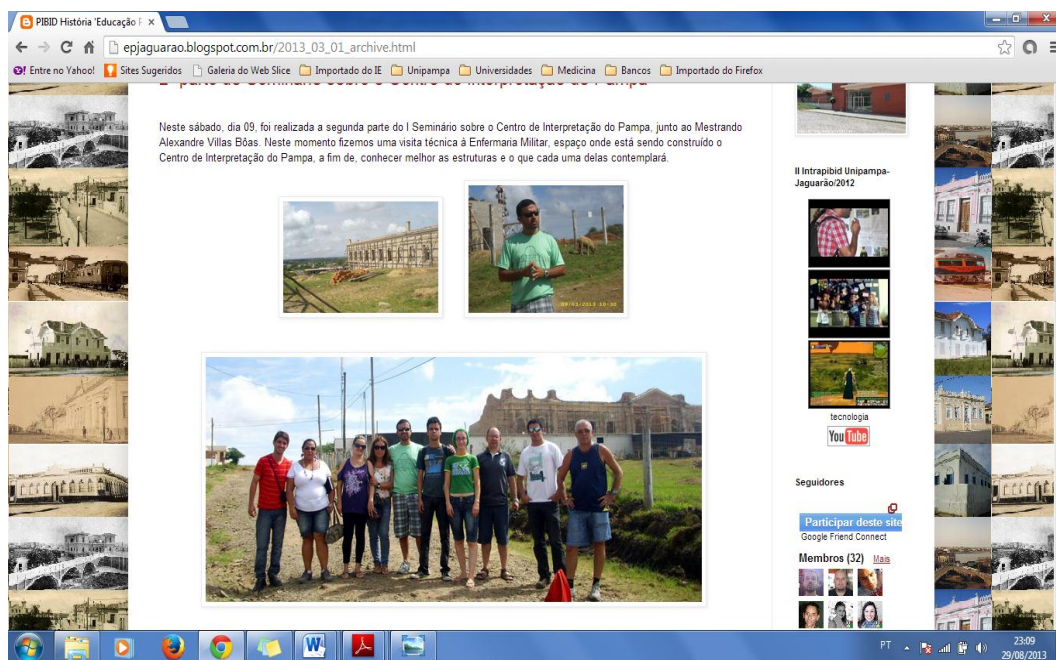 PIBID História 'Educação P
epjaguarao.blogspot.com.br/2013_03_01_archive.html
Entre no Yahoo! Sites Sugeridos Galeria do Web Slice Importado do IE Unipampa Universidades Medicina Bancos Importado do Firefox
Neste sábado, dia 09, foi realizada a segunda parte do I Seminário sobre o Centro de Interpretação do Pampa, junto ao Mestrando
Alexandre Villas Bôas. Neste momento fizemos uma visita técnica à Enfermaria Militar, espaço onde está sendo construído o
Centro de Interpretação do Pampa, a fim de, conhecer melhor as estruturas e o que cada uma delas contemplará.
09/03/2013 10:30
II Intrapibid Unipampa-
Jaguarão/2012
tecnologia
YouTube
Seguidores
Participar deste site
Google Friend Connect
Membros (32) Mais
PT
23:09
29/08/2013